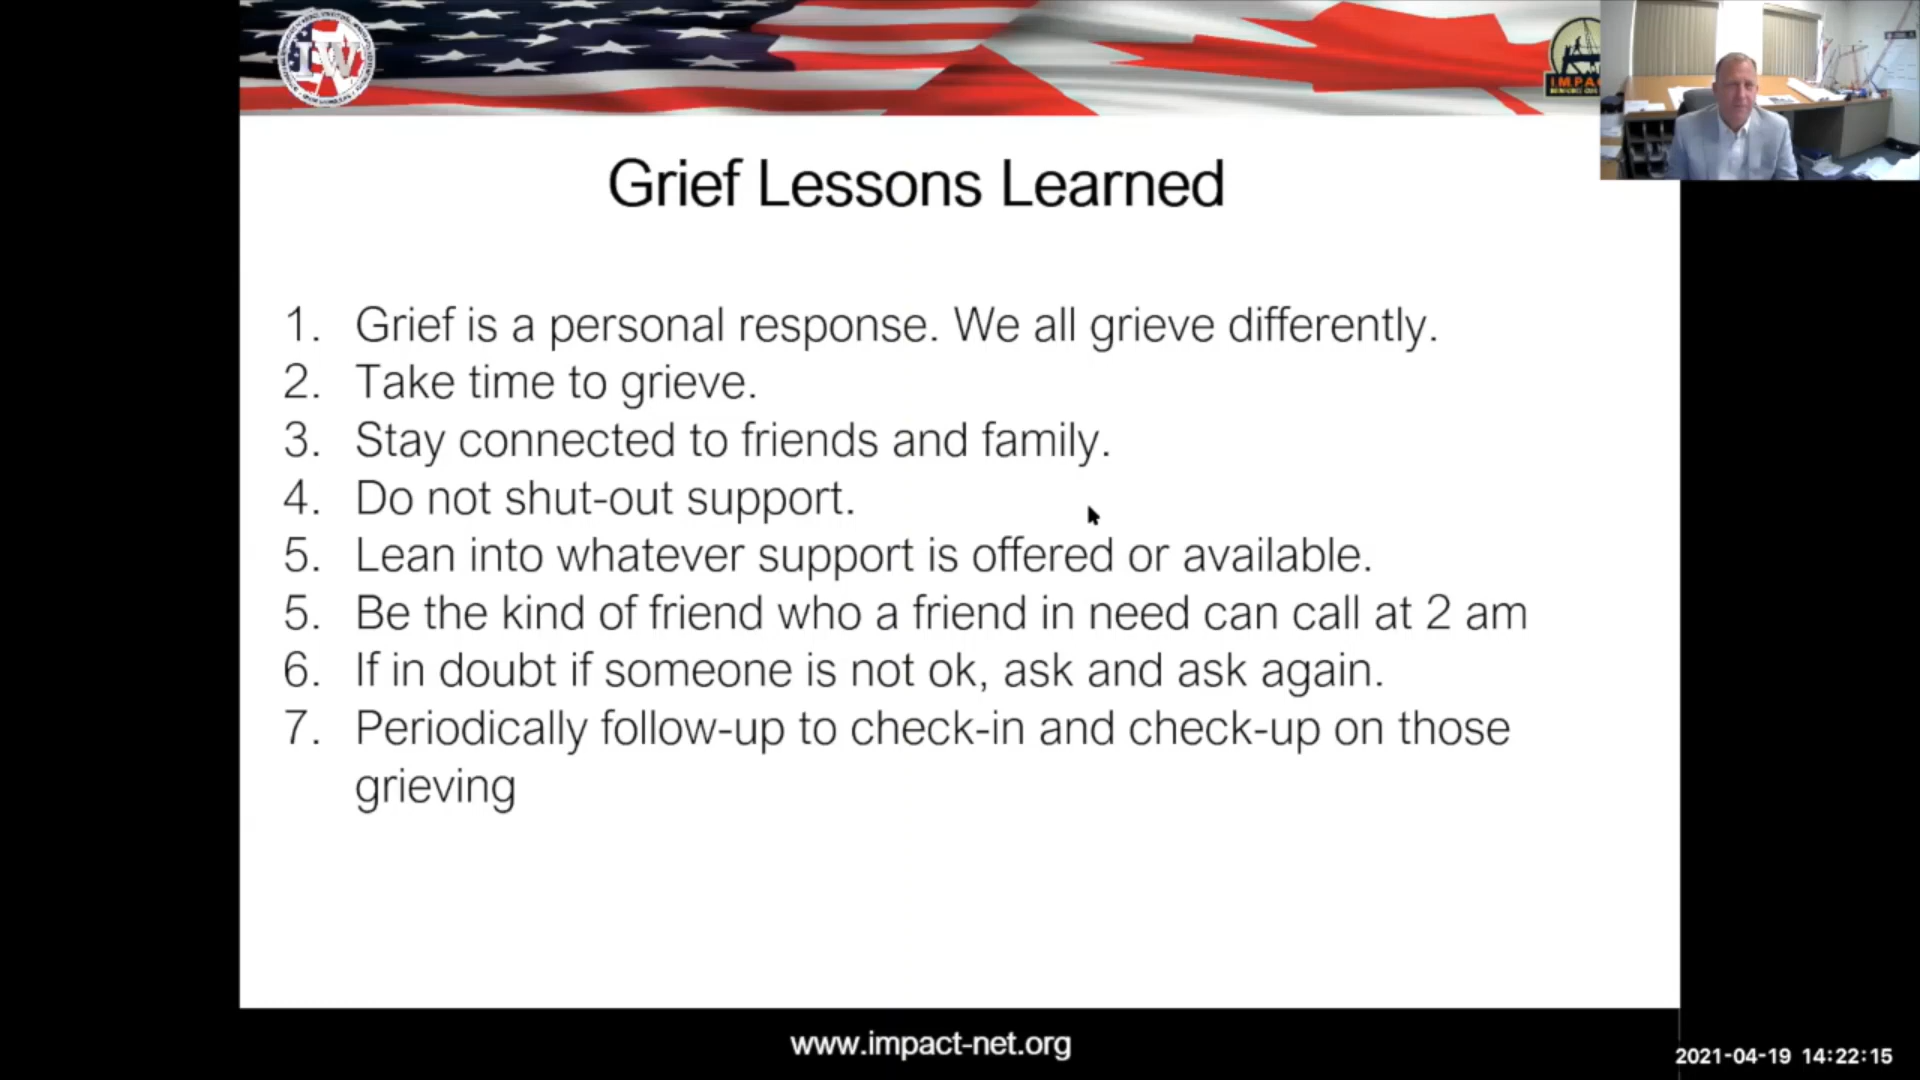 IW
IMPA
Grief Lessons Learned
1. Grief is a personal response. We all grieve differently.
2. Take time to grieve.
3. Stay connected to friends and family.
4. Do not shut-out support.
5. Lean into whatever support is offered or available.
5. Be the kind of friend who a friend in need can call at 2 am
6. If in doubt if someone is not ok, ask and ask again.
7. Periodically follow-up to check-in and check-up on those
grieving
www.impact-net.org
2021-04-19 14:22:15